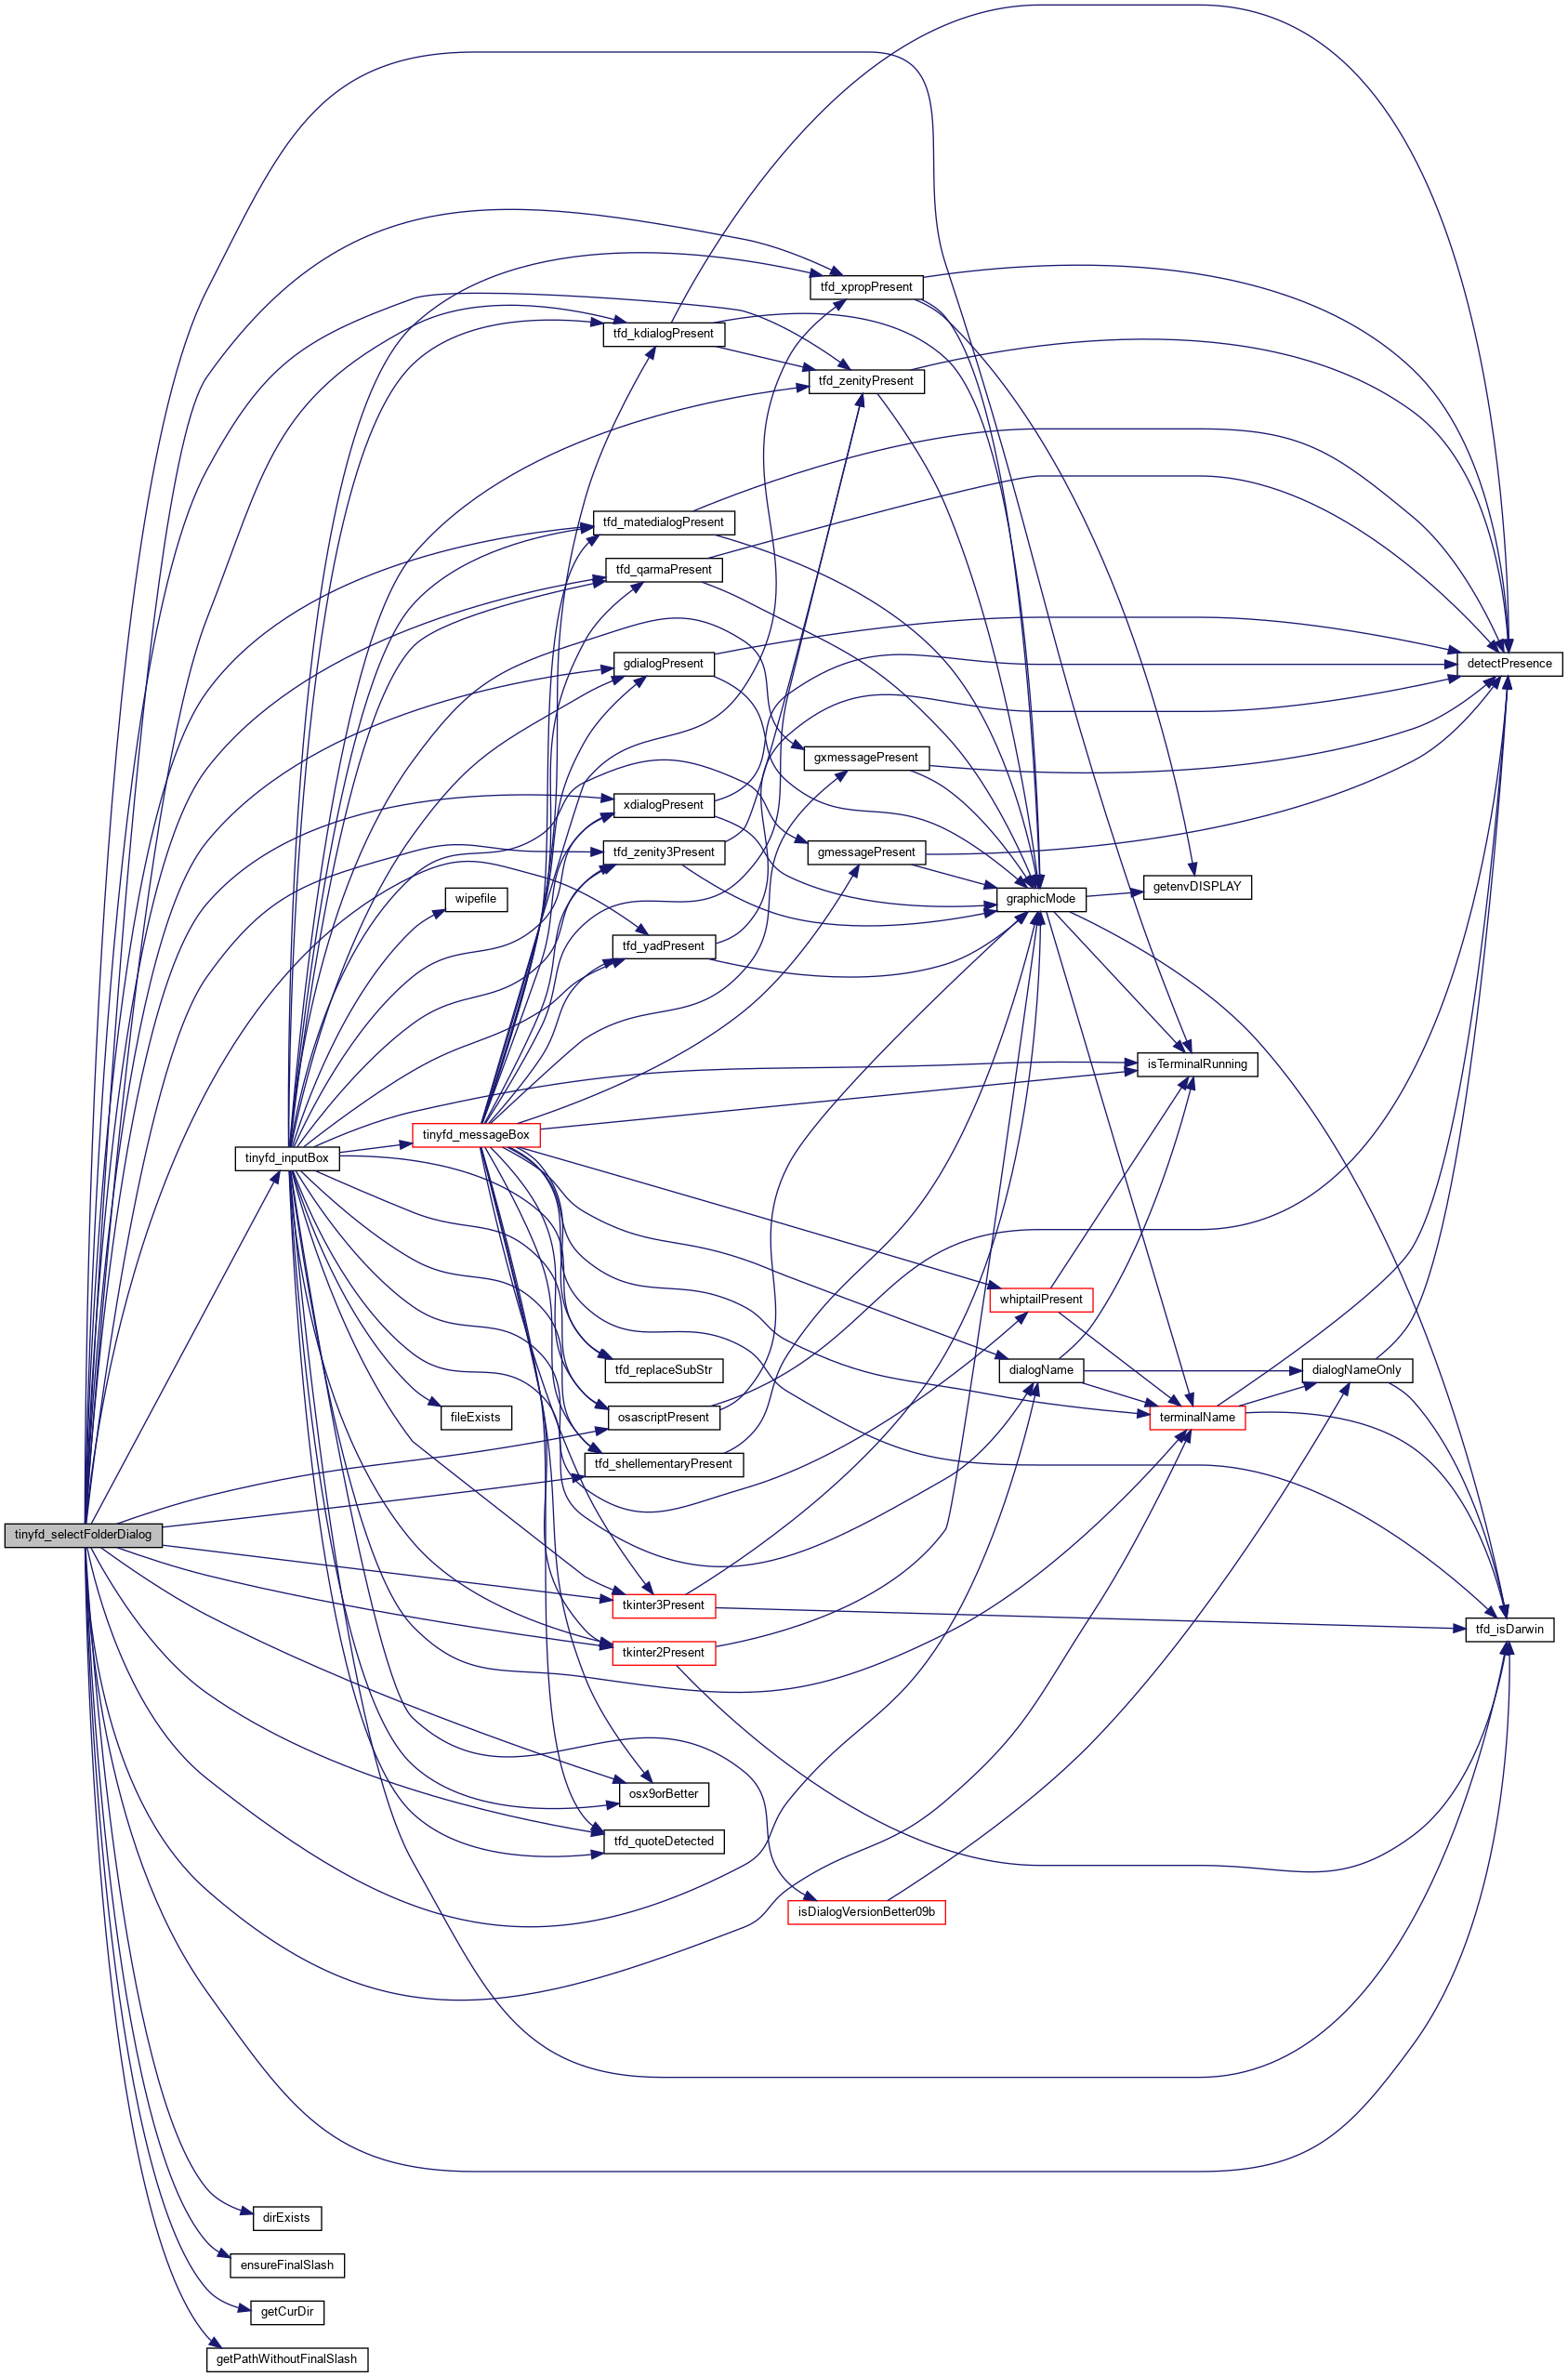 tfd_xpropPresent
tfd_kdialogPresent
tfd_zenityPresent
tfd_matedialogPresent
tfd_qarmaPresent
gdialogPresent
detectPresence
gxmessagePresent
xdialogPresent
tfd_zenity3Present
gmessagePresent
getenvDISPLAY
wipefile
graphicMode
tfd_yadPresent
isTerminalRunning
tinyfd_messageBox
tinyfd_inputBox
whiptailPresent
tfd_replaceSubStr
dialogName
dialogNameOnly
fileExists
osascriptPresent
terminalName
tfd_shellementaryPresent
tinyfd_selectFolderDialog
tkinter3Present
tfd_isDarwin
tkinter2Present
osx9orBetter
tfd_quoteDetected
isDialogVersionBetter09b
dirExists
ensureFinalSlash
getCurDir
getPathWithoutFinalSlash